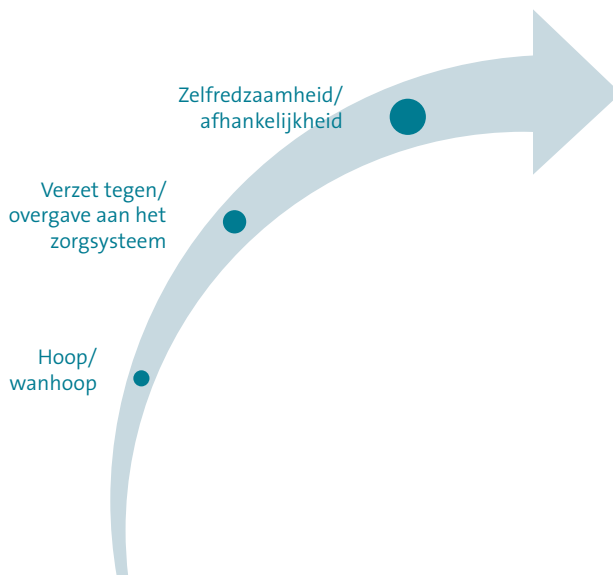 Zelfredzaamheid/
afhankelijkheid
Verzet tegen/
overgave aan het
zorgsysteem
Hoop/
wanhoop